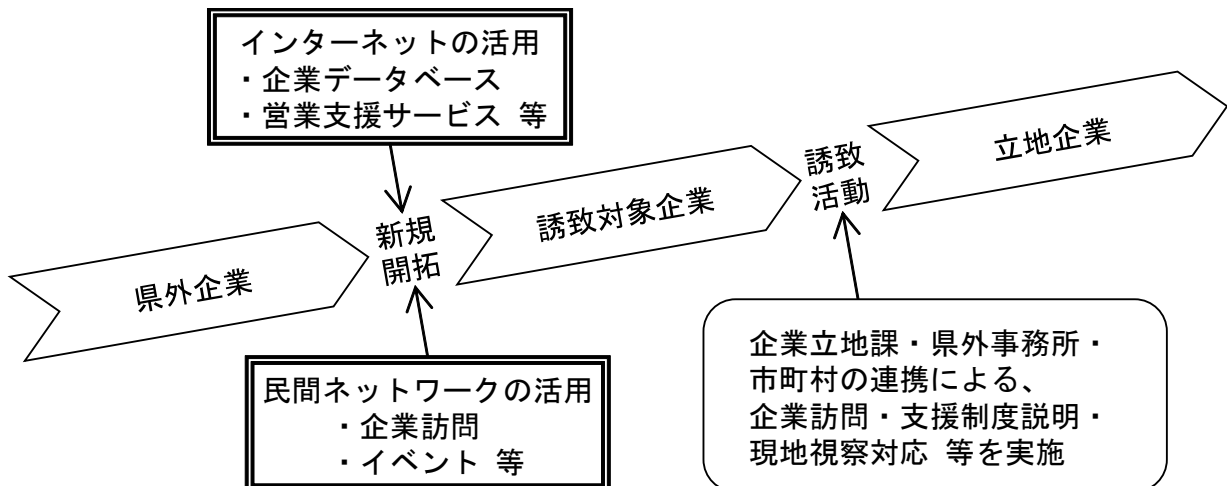 インターネットの活用
・企業データベース
・営業支援サービス 等
県外企業
新規
開拓
誘致対象企業
誘致
活動
立地企業
民間ネットワークの活用
・企業訪問
・イベント 等
企業立地課・県外事務所・
市町村の連携による、
企業訪問・支援制度説明・
現地視察対応 等を実施